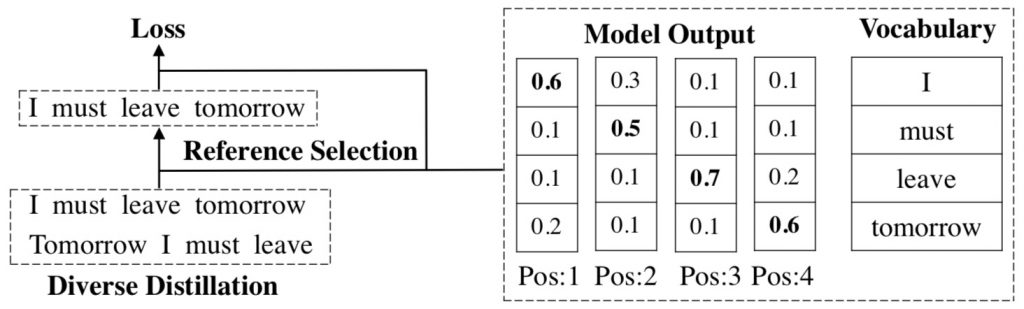 Loss
I must leave tomorrow
Reference Selection
I must leave tomorrow
Tomorrow I must leave
Diverse Distillation
Model Output Vocabulary
0.6 0.3 0.1 0.1 I
0.1 0.5 0.1 0.1 must
0.1 0.1 0.7 0.2 leave
0.2 0.1 0.1 0.6 tomorrow
Pos:1 Pos:2 Pos:3 Pos:4